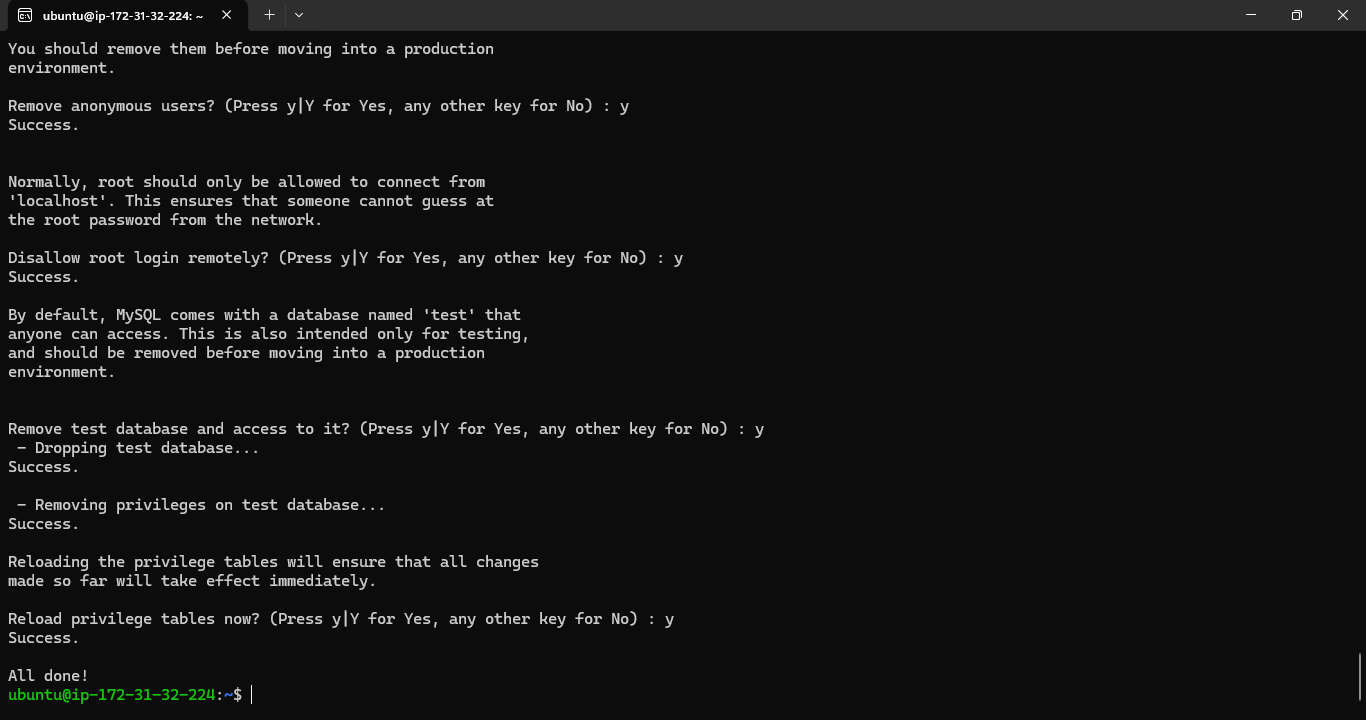 ubuntu@ip-172-31-32-224: ~
You should remove them before moving into a production
environment.
Remove anonymous users? (Press y|Y for Yes, any other key for No) : y
Success.
Normally, root should only be allowed to connect from
'localhost'. This ensures that someone cannot guess at
the root password from the network.
Disallow root login remotely? (Press y|Y for Yes, any other key for No) : y
Success.
By default, MySQL comes with a database named 'test' that
anyone can access. This is also intended only for testing,
and should be removed before moving into a production
environment.
Remove test database and access to it? (Press y|Y for Yes, any other key for No) : y
 - Dropping test database...
Success.
 - Removing privileges on test database...
Success.
Reloading the privilege tables will ensure that all changes
made so far will take effect immediately.
Reload privilege tables now? (Press y|Y for Yes, any other key for No) : y
Success.
All done!
ubuntu@ip-172-31-32-224:~$